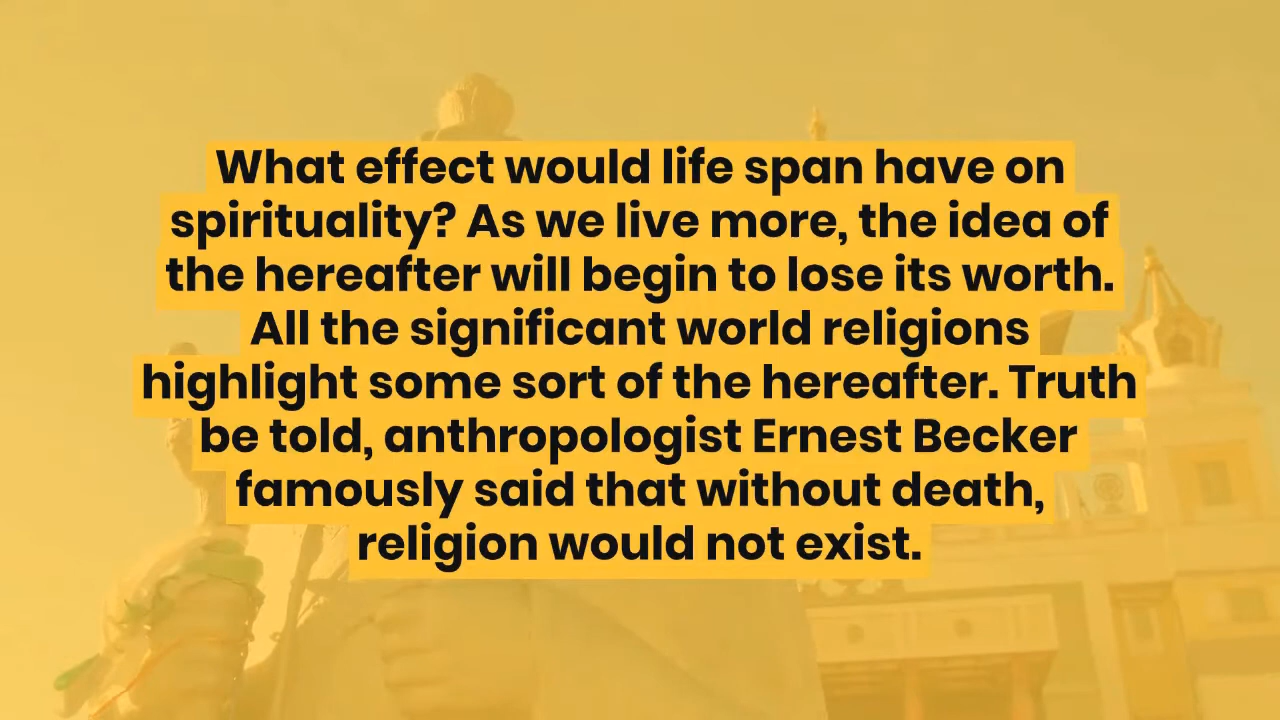 What effect would life span have on
spirituality? As we live more, the idea of
the hereafter will begin to lose its worth.
All the significant world religions
highlight some sort of the hereafter. Truth
be told, anthropologist Ernest Becker
famously said that without death,
religion would not exist.